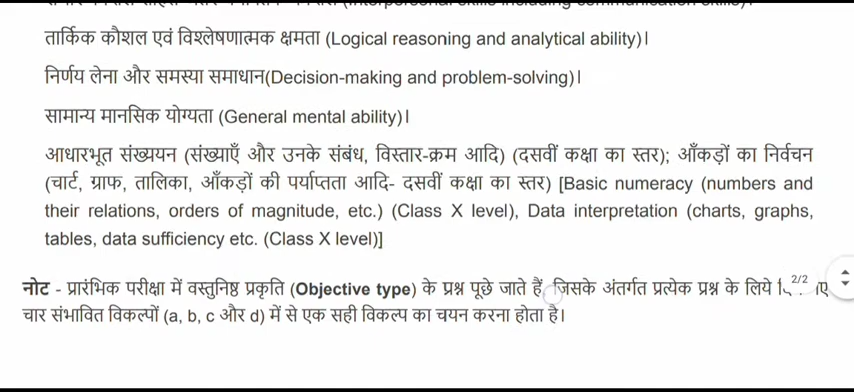 तार्किक कौशल एवं विश्लेषणात्मक क्षमता (Logical reasoning and analytical ability)।
निर्णय लेना और समस्या समाधान(Decision-making and problem-solving)।
सामान्य मानसिक योग्यता (General mental ability)।
आधारभूत संख्ययन (संख्याएँ और उनके संबंध, विस्तार-क्रम आदि) (दसवीं कक्षा का स्तर); आँकड़ों का निर्वचन
(चार्ट, ग्राफ, तालिका, आँकड़ों की पर्याप्तता आदि- दसवीं कक्षा का स्तर) [Basic numeracy (numbers and
their relations, orders of magnitude, etc.) (Class X level), Data interpretation (charts, graphs,
tables, data sufficiency etc. (Class X level)]
नोट - प्रारंभिक परीक्षा में वस्तुनिष्ठ प्रकृति (Objective type) के प्रश्न पूछे जाते हैं, जिसके अंतर्गत प्रत्येक प्रश्न के लिये 2/2
चार संभावित विकल्पों (a, b, c और d) में से एक सही विकल्प का चयन करना होता है।